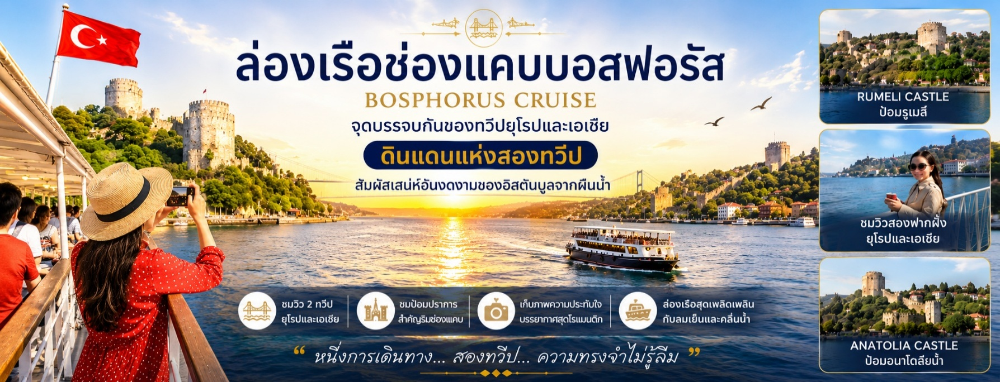 ล่องเรือช่องแคบบอสฟอรัส
BOSPHORUS CRUISE
จุดบรรจบกันของทวีปยุโรปและเอเชีย
ดินแดนแห่งสองทวีป
สัมผัสเสน่ห์อันงดงามของอิสตันบูลจากผืนน้ำ
ชมวิว 2 ทวีป
ยุโรปและเอเชีย
ชมป้อมปราการ
สำคัญริมช่องแคบ
เก็บภาพความประทับใจ
บรรยากาศสุดโรแมนติก
ล่องเรือสุดเพลิดเพลิน
กับลมเย็นและคลื่นน้ำ
“ หนึ่งการเดินทาง... สองทวีป... ความทรงจำไม่รู้ลืม ”
RUMELI CASTLE
ป้อมรูเมลี่
ชมวิวสองฟากฝั่ง
ยุโรปและเอเชีย
ANATOLIA CASTLE
ป้อมอนาโดลียน้ำ